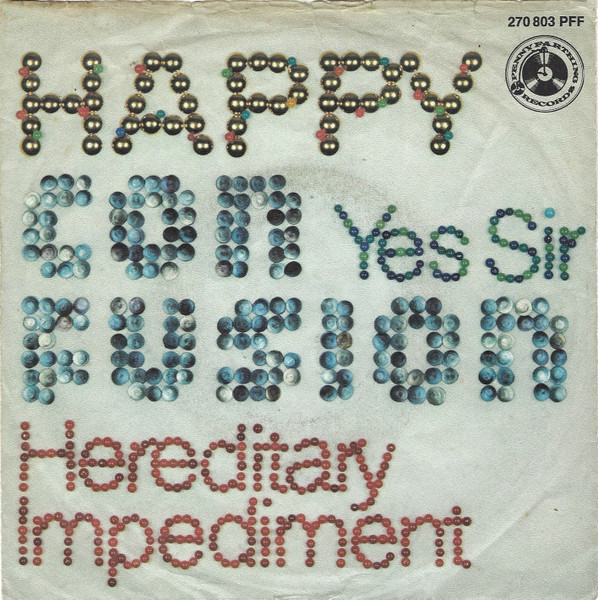 270 803 PFF
PENNY FARTHING
RECORDS
HAPPY
CON
Yes Sir
FUSION
Hereditary
Impediment